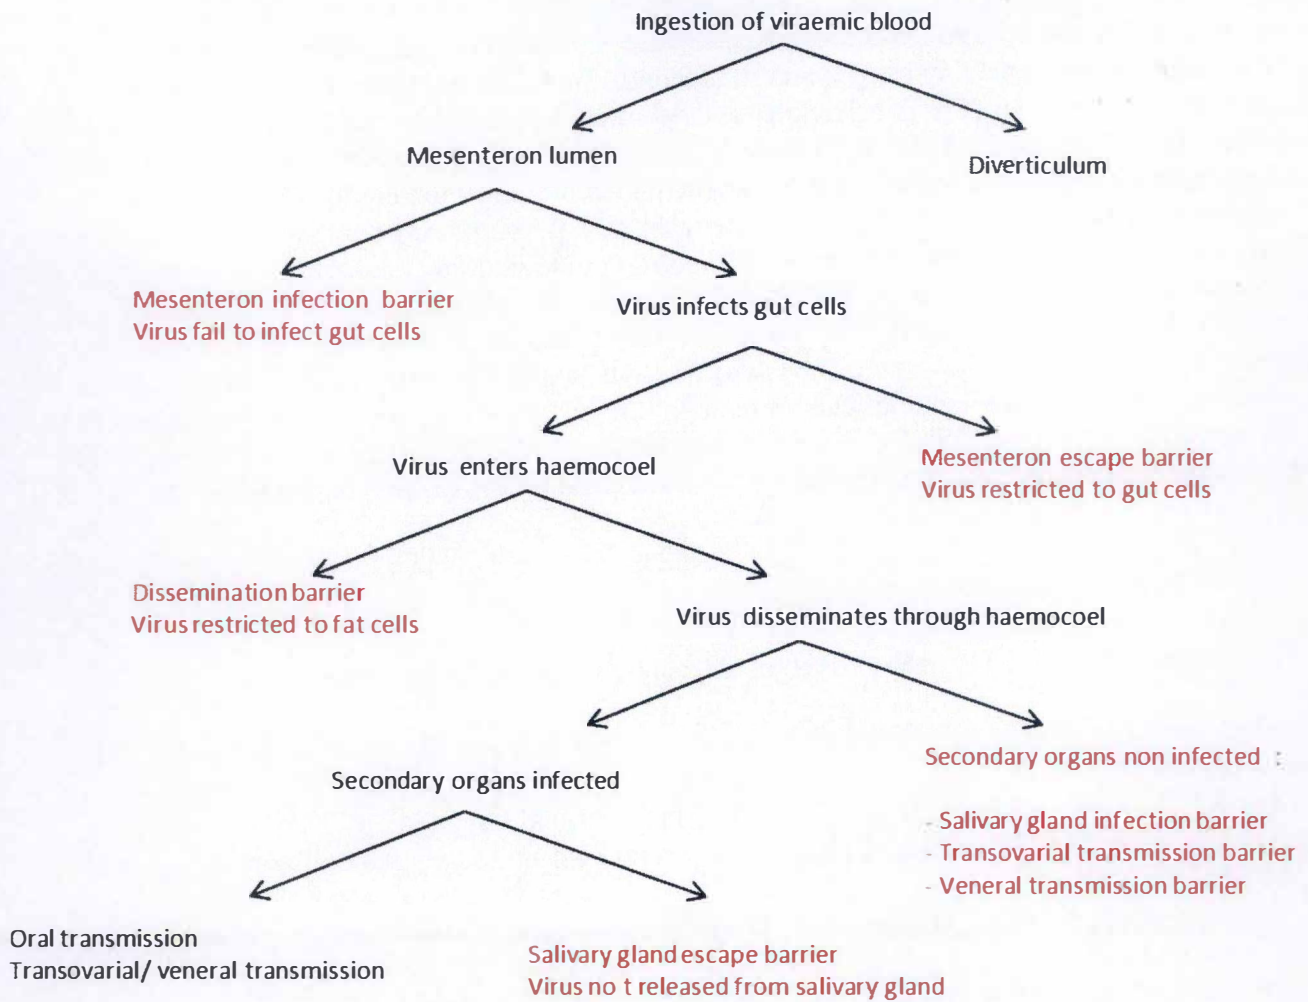 Ingestion of viraemic blood
Mesenteron lumen
Diverticulum
Mesenteron infection barrier
Virus fail to infect gut cells
Virus infects gut cells
Virus enters haemocoel
Mesenteron escape barrier
Virus restricted to gut cells
Dissemination barrier
Virus restricted to fat cells
Virus disseminates through haemocoel
Secondary organs infected
Secondary organs non infected :
- Salivary gland infection barrier
- Transovarial transmission barrier
- Veneral transmission barrier
Oral transmission
Transovarial/ veneral transmission
Salivary gland escape barrier
Virus no t released from salivary gland